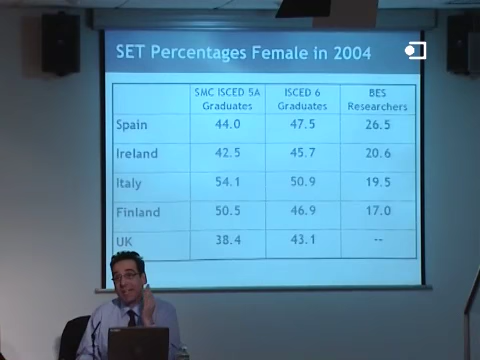 SET Percentages Female in 2004
SMC ISCED 5A Graduates ISCED 6 Graduates BES Researchers
Spain 44.0 47.5 26.5
Ireland 42.5 45.7 20.6
Italy 54.1 50.9 19.5
Finland 50.5 46.9 17.0
UK 38.4 43.1 --